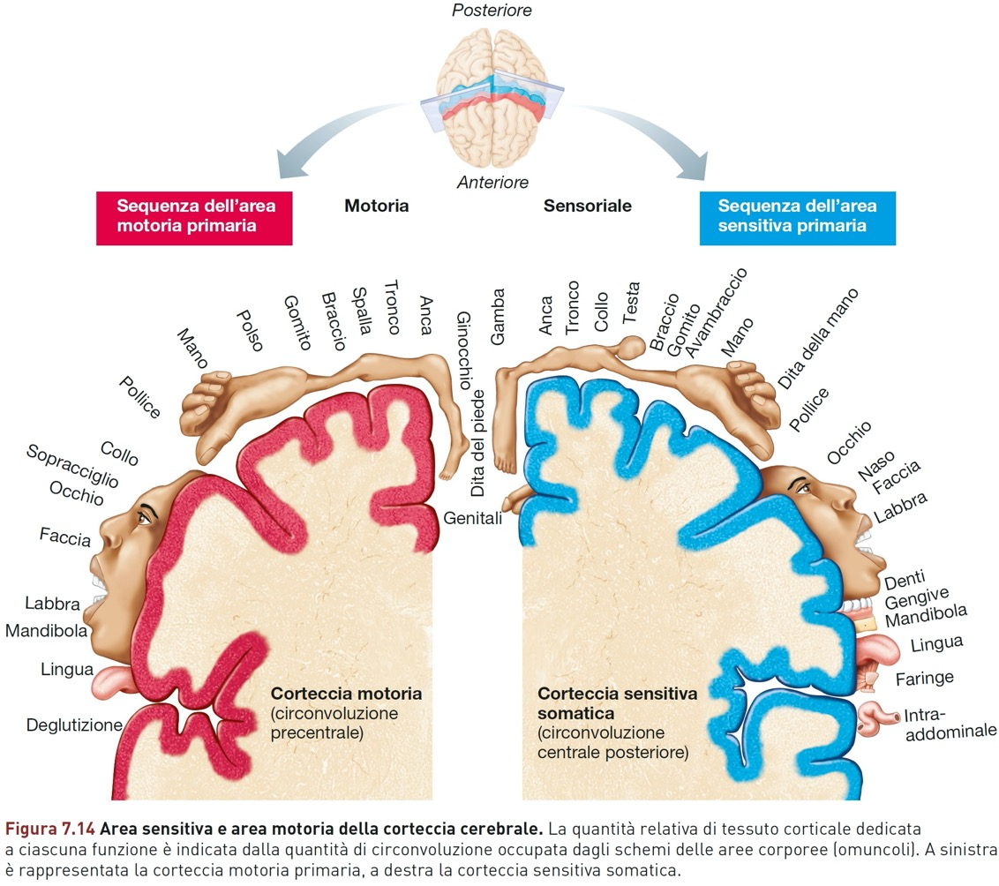 Posteriore
Anteriore
Sequenza dell'area
motoria primaria
Motoria
Sensoriale
Sequenza dell'area
sensitiva primaria
Deglutizione
Lingua
Mandibola
Labbra
Faccia
Occhio
Sopracciglio
Collo
Pollice
Mano
Polso
Gomito
Braccio
Spalla
Tronco
Anca
Ginocchio
Dita del piede
Genitali
Gamba
Anca
Tronco
Collo
Testa
Braccio
Gomito
Avambraccio
Mano
Dita della mano
Pollice
Occhio
Naso
Faccia
Labbra
Denti
Gengive
Mandibola
Lingua
Faringe
Intra-
addominale
Corteccia motoria
(circonvoluzione
precentrale)
Corteccia sensitiva
somatica
(circonvoluzione
centrale posteriore)
Figura 7.14 Area sensitiva e area motoria della corteccia cerebrale. La quantità relativa di tessuto corticale dedicata
a ciascuna funzione è indicata dalla quantità di circonvoluzione occupata dagli schemi delle aree corporee (omuncoli). A sinistra
è rappresentata la corteccia motoria primaria, a destra la corteccia sensitiva somatica.